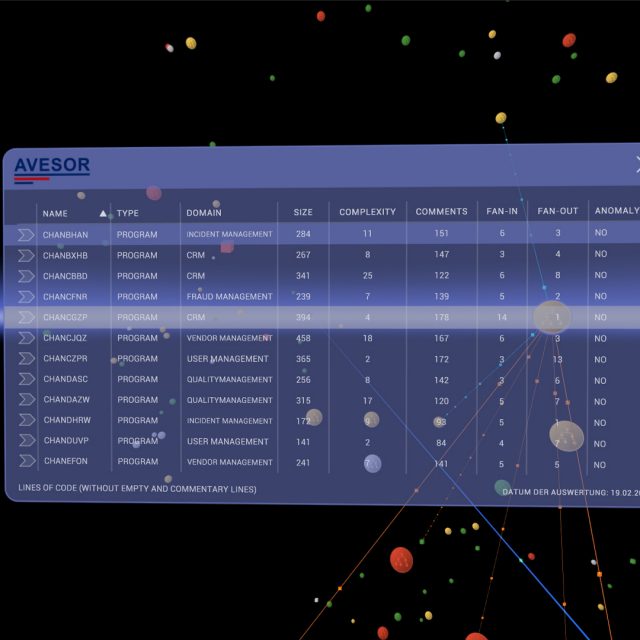 AVESOR
NAME TYPE DOMAIN SIZE COMPLEXITY COMMENTS FAN-IN FAN-OUT ANOMALY
CHANBHAN PROGRAM INCIDENT MANAGEMENT 284 11 151 6 3 NO
CHANBXHB PROGRAM CRM 267 8 147 3 4 NO
CHANCBBD PROGRAM CRM 341 25 122 6 8 NO
CHANCFNR PROGRAM FRAUD MANAGEMENT 239 7 139 5 2 NO
CHANCGZP PROGRAM CRM 394 4 178 14 1 NO
CHANCJQZ PROGRAM VENDOR MANAGEMENT 458 18 167 6 3 NO
CHANCZPR PROGRAM USER MANAGEMENT 365 2 172 3 13 NO
CHANDASC PROGRAM QUALITYMANAGEMENT 256 8 142 3 6 NO
CHANDAZW PROGRAM QUALITYMANAGEMENT 315 17 120 5 7 NO
CHANDHRW PROGRAM INCIDENT MANAGEMENT 172 9 93 5 1 NO
CHANDUVP PROGRAM USER MANAGEMENT 141 2 84 4 7 NO
CHANEFON PROGRAM VENDOR MANAGEMENT 241 7 141 5 5 NO
LINES OF CODE (WITHOUT EMPTY AND COMMENTARY LINES) DATUM DER AUSWERTUNG: 19.02.20